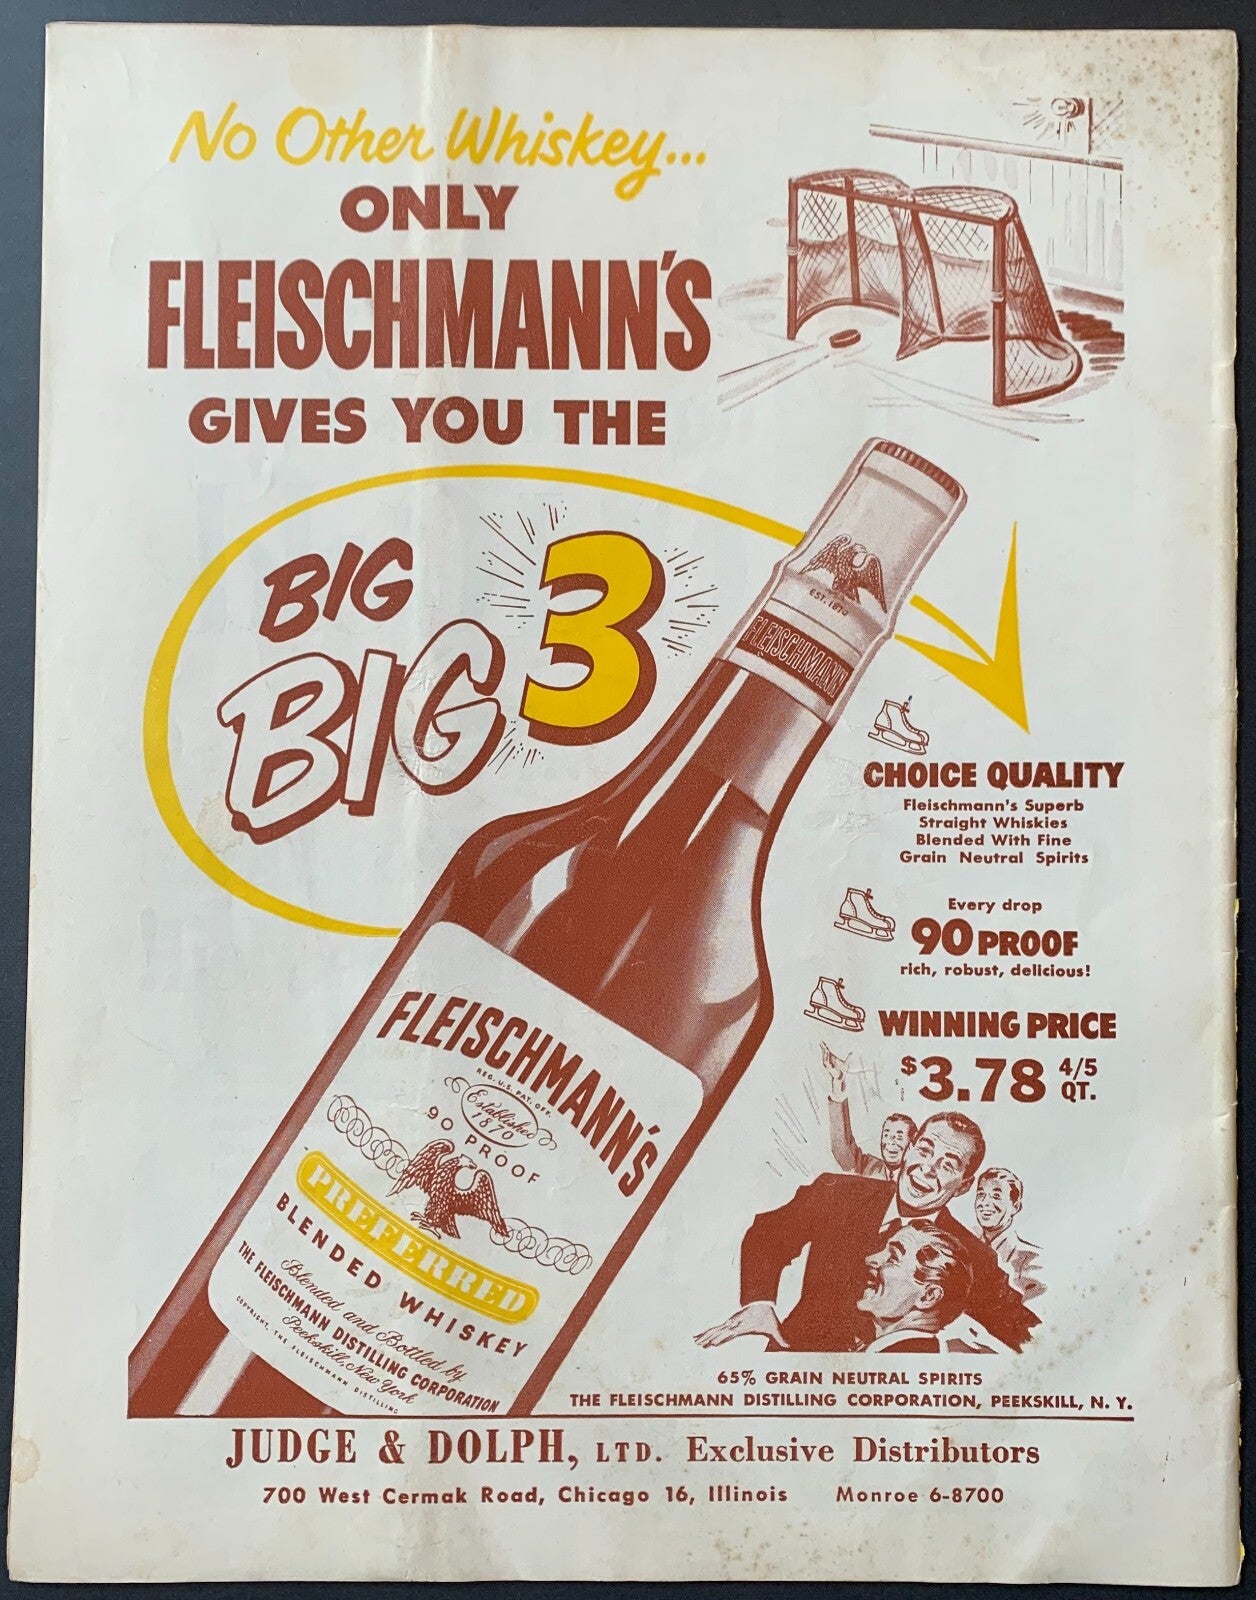 No Other Whiskey...
ONLY
FLEISCHMANN'S
GIVES YOU THE
BIG
BIG
3
EST. 1870
FLEISCHMANN
CHOICE QUALITY
Fleischmann's Superb
Straight Whiskies
Blended With Fine
Grain Neutral Spirits
Every drop
90 PROOF
rich, robust, delicious!
WINNING PRICE
$3.78 4/5 QT.
FLEISCHMANN'S
REG. U.S. PAT. OFF.
Established
1870
90 PROOF
PREFERRED
BLENDED WHISKEY
Blended and Bottled by
THE FLEISCHMANN DISTILLING CORPORATION
Peekskill, New York
COPYRIGHT, THE FLEISCHMANN DISTILLING
65% GRAIN NEUTRAL SPIRITS
THE FLEISCHMANN DISTILLING CORPORATION, PEEKSKILL, N. Y.
JUDGE & DOLPH, LTD. Exclusive Distributors
700 West Cermak Road, Chicago 16, Illinois Monroe 6-8700